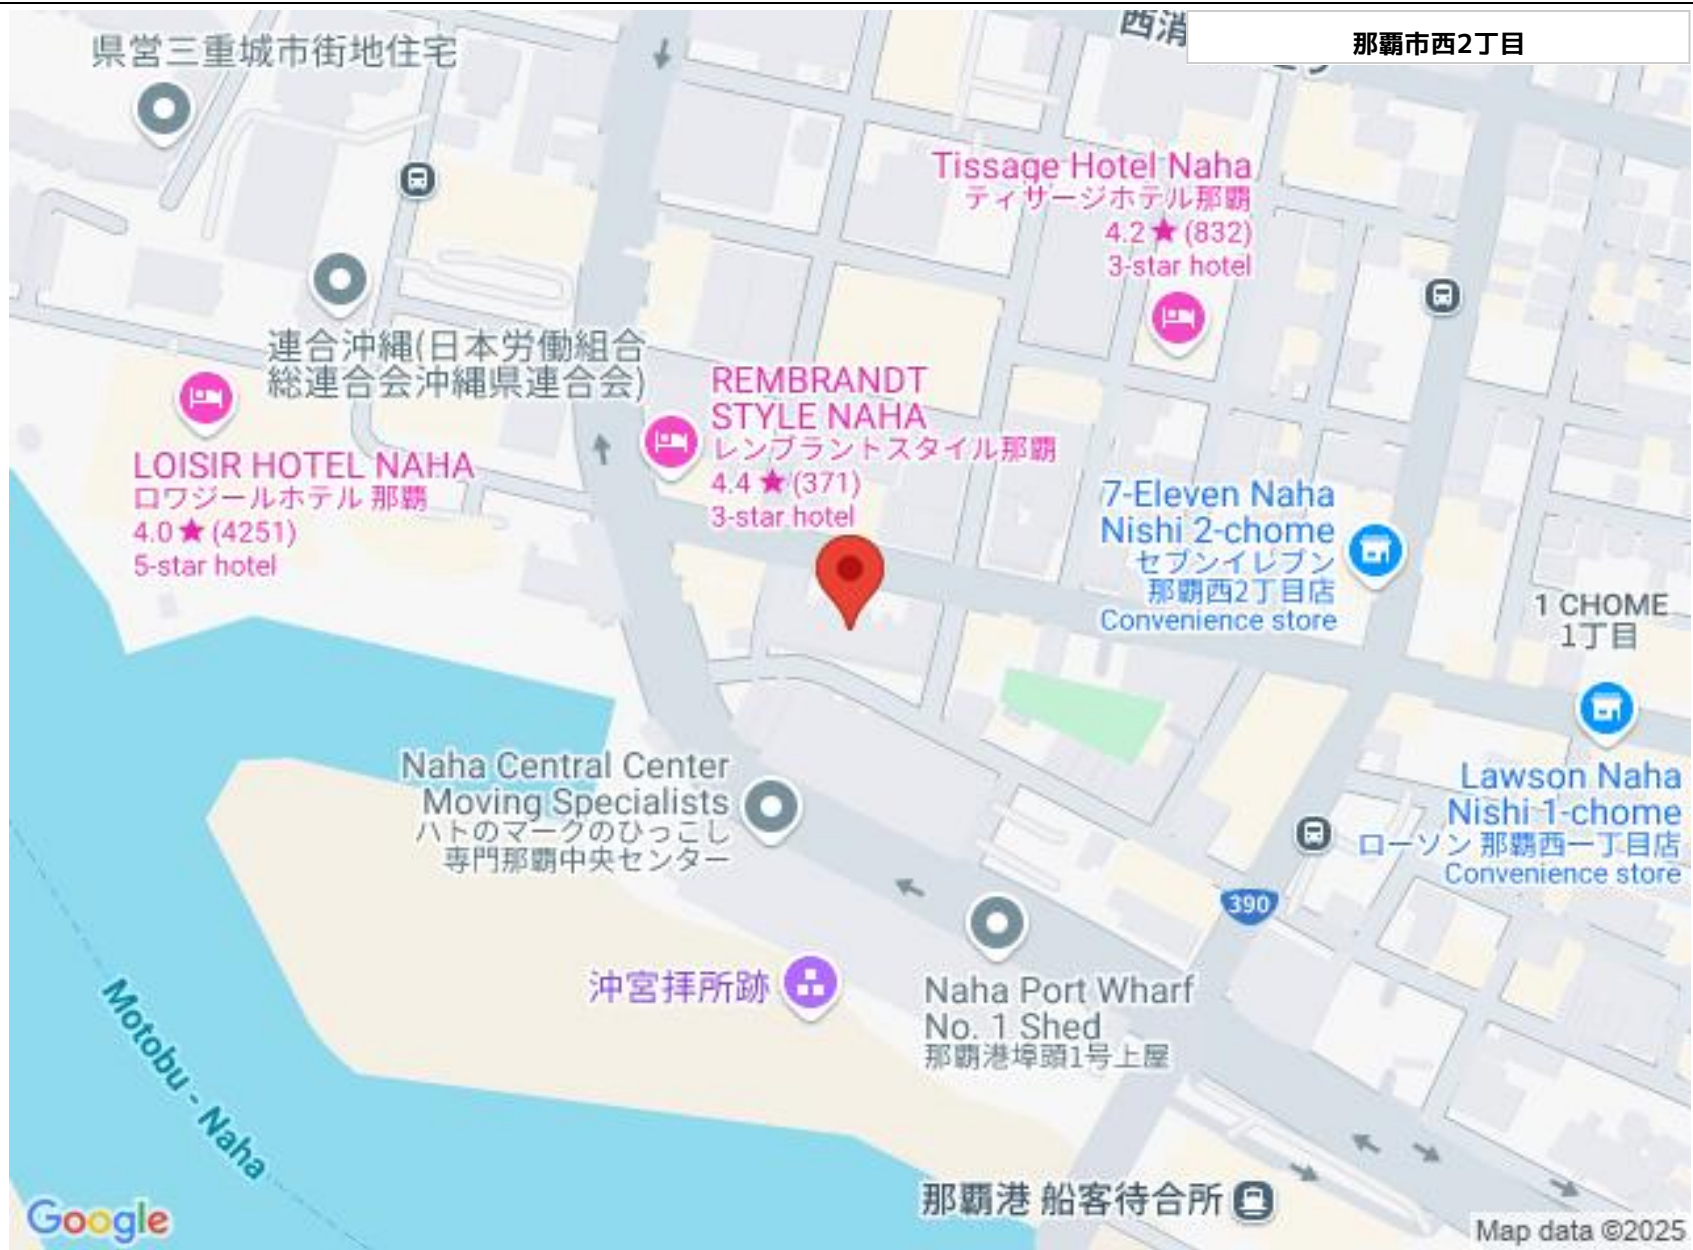 県営三重城市街地住宅
西消
那覇市西2丁目
Tissage Hotel Naha
ティサージホテル那覇
4.2 ★ (832)
3-star hotel
連合沖縄(日本労働組合
総連合会沖縄県連合会)
REMBRANDT
STYLE NAHA
レンブラントスタイル那覇
4.4 ★ (371)
3-star hotel
LOISIR HOTEL NAHA
ロワジールホテル 那覇
4.0 ★ (4251)
5-star hotel
7-Eleven Naha
Nishi 2-chome
セブンイレブン
那覇西2丁目店
Convenience store
1 CHOME
1丁目
Naha Central Center
Moving Specialists
ハトのマークのひっこし
専門那覇中央センター
Lawson Naha
Nishi 1-chome
ローソン 那覇西一丁目店
Convenience store
390
沖宮拝所跡
Naha Port Wharf
No. 1 Shed
那覇港埠頭1号上屋
Motobu - Naha
那覇港 船客待合所
Google
Map data ©2025